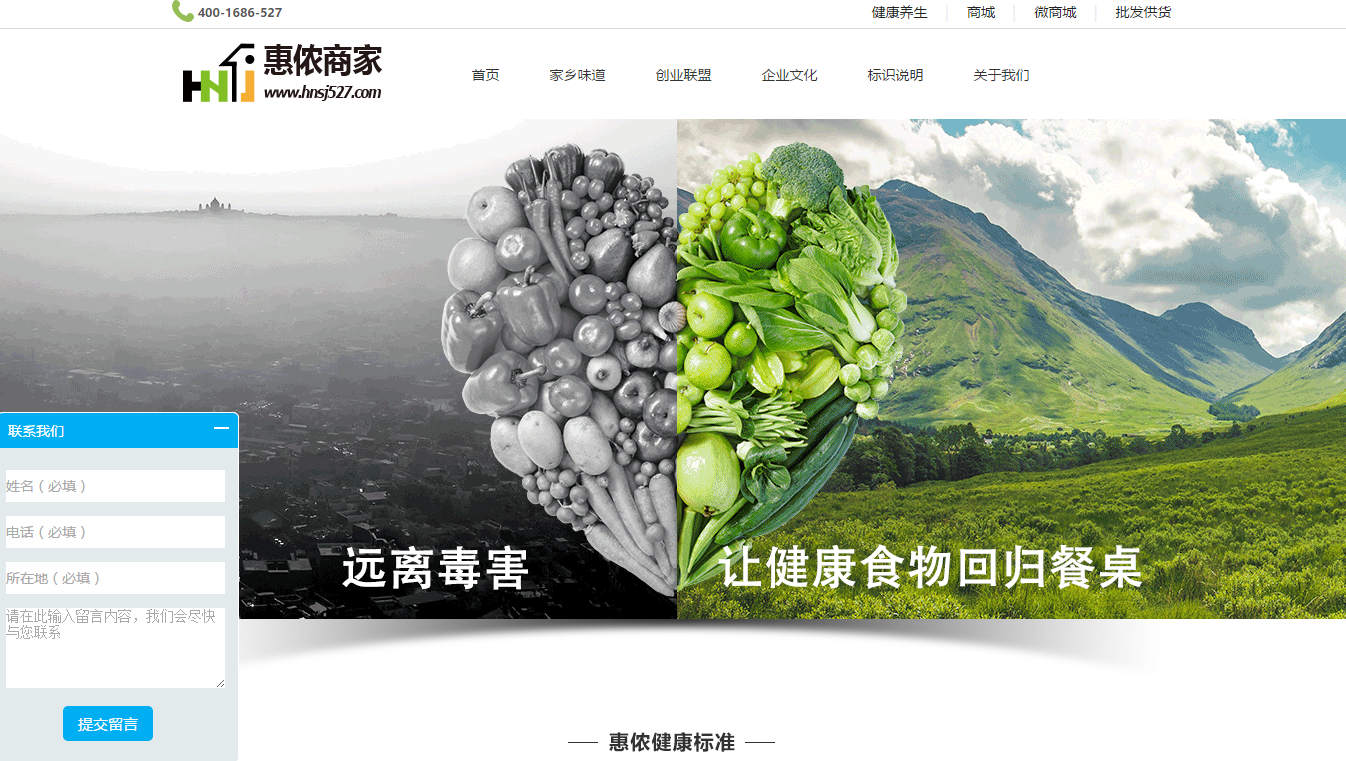 400-1686-527
健康养生
商城
微商城
批发供货
HNSJ
惠侬商家
www.hnsj527.com
首页
家乡味道
创业联盟
企业文化
标识说明
关于我们
远离毒害
让健康食物回归餐桌
联系我们
姓名（必填）
电话（必填）
所在地（必填）
请在此输入留言内容，我们会尽快
与您联系
提交留言
惠侬健康标准